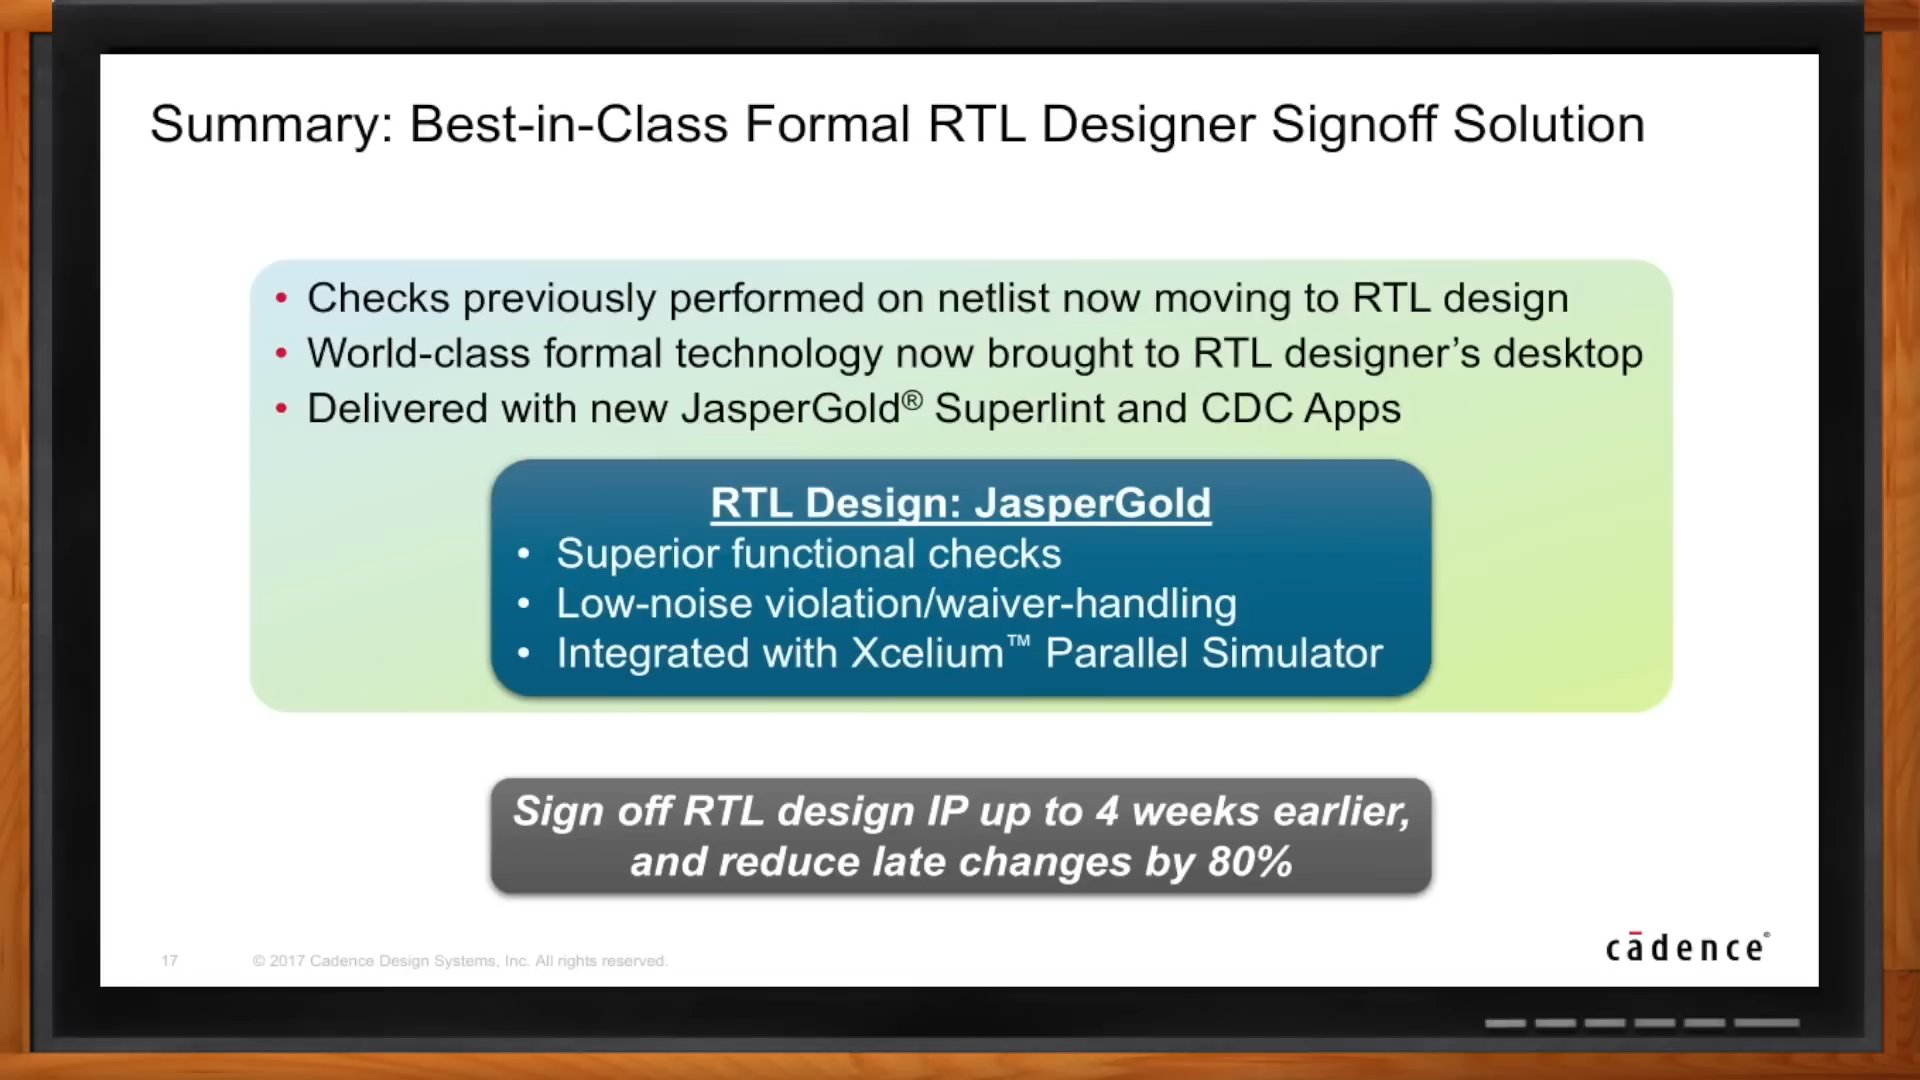 Summary: Best-in-Class Formal RTL Designer Signoff Solution
• Checks previously performed on netlist now moving to RTL design
• World-class formal technology now brought to RTL designer’s desktop
• Delivered with new JasperGold® Superlint and CDC Apps
RTL Design: JasperGold
• Superior functional checks
• Low-noise violation/waiver-handling
• Integrated with Xcelium™ Parallel Simulator
Sign off RTL design IP up to 4 weeks earlier,
and reduce late changes by 80%
17 © 2017 Cadence Design Systems, Inc. All rights reserved.
cādence®